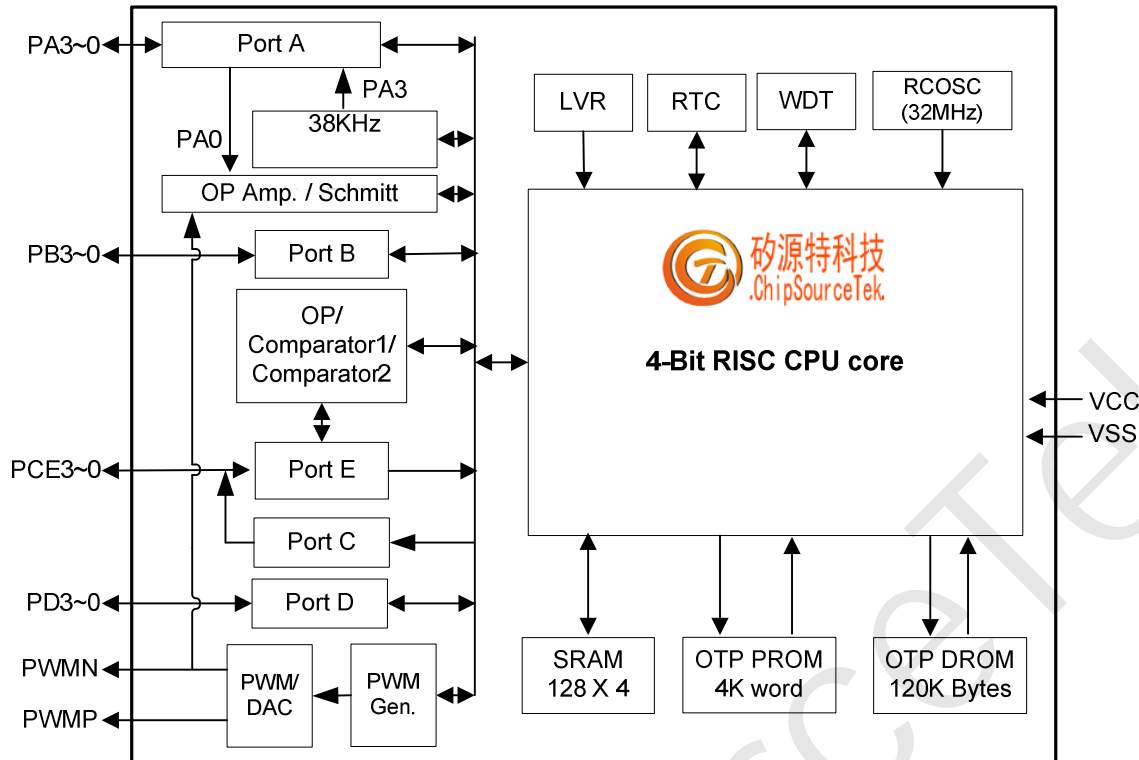 PA3~0
Port A
PA3
38KHz
PA0
OP Amp. / Schmitt
PB3~0
Port B
OP/
Comparator1/
Comparator2
PCE3~0
Port E
Port C
PD3~0
Port D
PWMN
PWMP
PWM/
DAC
PWM
Gen.
LVR
RTC
WDT
RCOSC
(32MHz)
矽源特科技
.ChipSourceTek.
4-Bit RISC CPU core
VCC
VSS
SRAM
128 X 4
OTP PROM
4K word
OTP DROM
120K Bytes